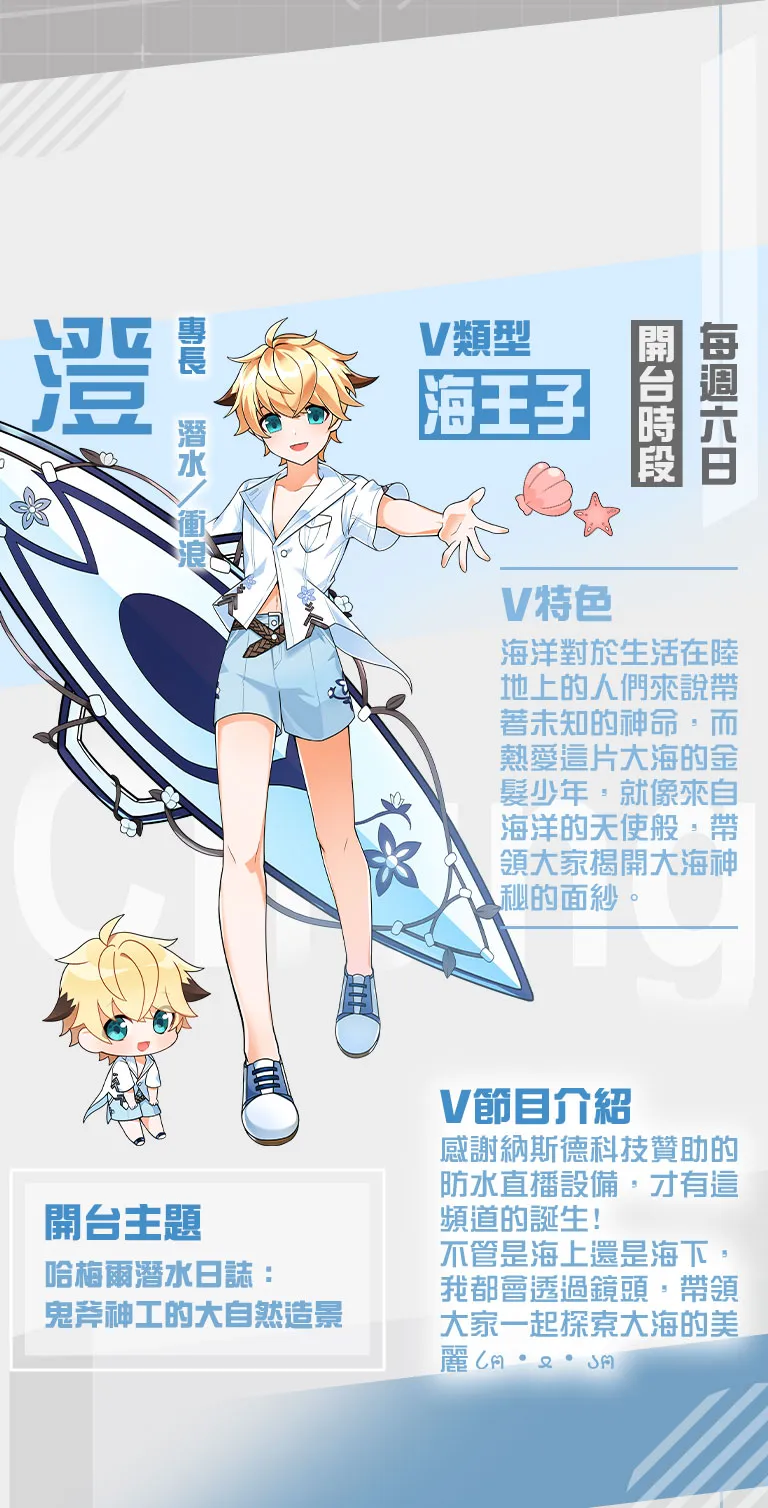 澄
專長
潛水／衝浪
V類型
海王子
開台時段
每週六日
V特色
海洋對於生活在陸
地上的人們來說帶
著未知的神命，而
熱愛這片大海的金
髮少年，就像來自
海洋的天使般，帶
領大家揭開大海神
秘的面紗。
V節目介紹
感謝納斯德科技贊助的
防水直播設備，才有這
頻道的誕生！
不管是海上還是海下，
我都會透過鏡頭，帶領
大家一起探索大海的美
麗
開台主題
哈梅爾潛水日誌：
鬼斧神工的大自然造景